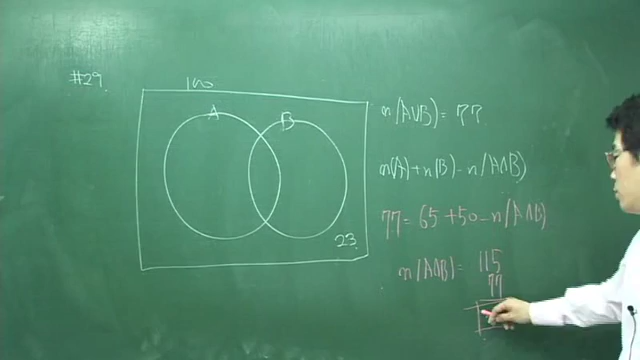 #29.
100
A
B
23
n(A∪B) = 77
n(A)+n(B)-n(A∩B)
77 = 65+50-n(A∩B)
n(A∩B) = 115
77